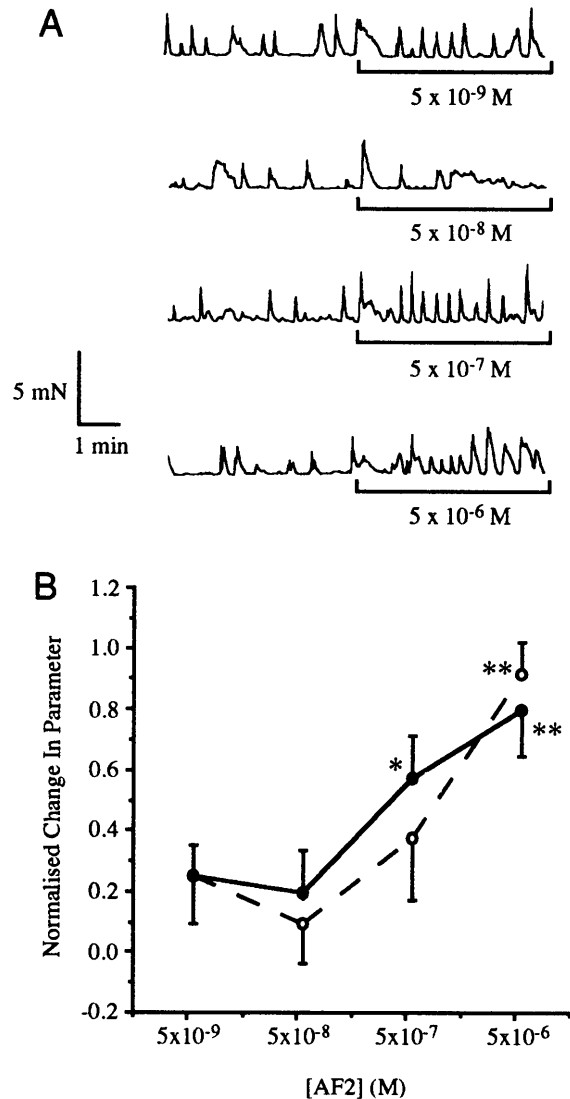 A
5 x 10⁻⁹ M
5 x 10⁻⁸ M
5 x 10⁻⁷ M
5 mN
1 min
5 x 10⁻⁶ M
B
Normalised Change In Parameter
1.2
1.0
0.8
0.6
0.4
0.2
0.0
-0.2
**
**
*
5x10⁻⁹ 5x10⁻⁸ 5x10⁻⁷ 5x10⁻⁶
[AF2] (M)